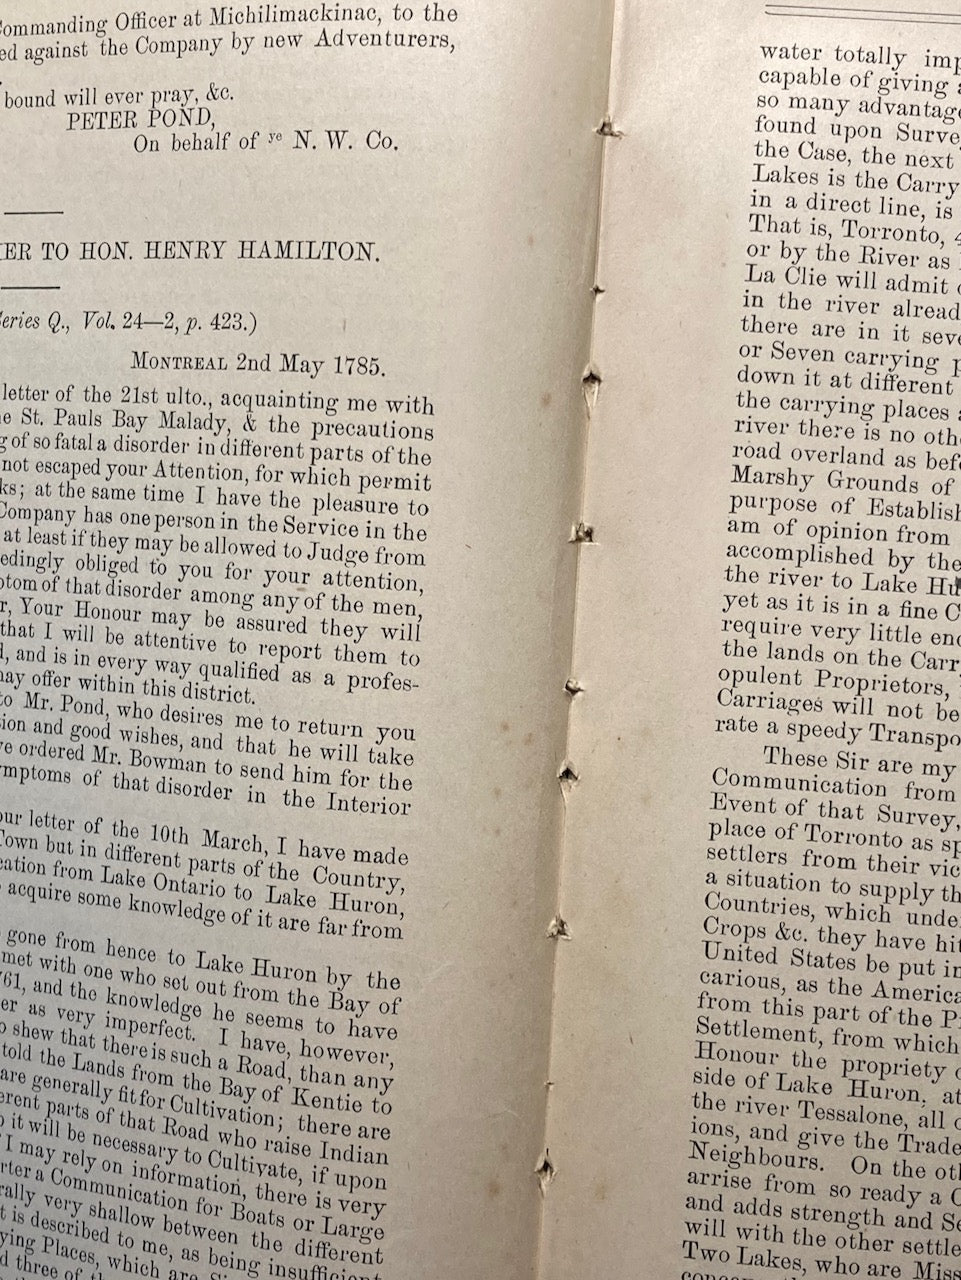 Commanding Officer at Michilimackinac, to the
ed against the Company by new Adventurers,
bound will ever pray, &c.
PETER POND,
On behalf of ye N. W. Co.
ER TO HON. HENRY HAMILTON.
eries Q., Vol. 24—2, p. 423.)
MONTREAL 2nd May 1785.
letter of the 21st ulto., acquainting me with
e St. Pauls Bay Malady, & the precautions
g of so fatal a disorder in different parts of the
not escaped your Attention, for which permit
ks; at the same time I have the pleasure to
Company has one person in the Service in the
at least if they may be allowed to Judge from
edingly obliged to you for your attention,
ptom of that disorder among any of the men,
r, Your Honour may be assured they will
that I will be attentive to report them to
d, and is in every way qualified as a profes-
may offer within this district.
to Mr. Pond, who desires me to return you
sion and good wishes, and that he will take
ve ordered Mr. Bowman to send him for the
mptoms of that disorder in the Interior
our letter of the 10th March, I have made
Town but in different parts of the Country,
cation from Lake Ontario to Lake Huron,
acquire some knowledge of it are far from
gone from hence to Lake Huron by the
met with one who set out from the Bay of
761, and the knowledge he seems to have
er as very imperfect. I have, however,
o shew that there is such a Road, than any
told the Lands from the Bay of Kentie to
are generally fit for Cultivation; there are
erent parts of that Road who raise Indian
o it will be necessary to Cultivate, if upon
I may rely on information, there is very
rter a Communication for Boats or Large
rally very shallow between the different
t is described to me, as being insufficient
ying Places, which are
d three of
water totally imp
capable of giving a
so many advantage
found upon Surve
the Case, the next
Lakes is the Carry
in a direct line, is
That is, Torronto, 4
or by the River as
La Clie will admit
in the river alread
there are in it seve
or Seven carrying p
down it at different
the carrying places a
river there is no oth
road overland as bef
Marshy Grounds of
purpose of Establish
am of opinion from
accomplished by the
the river to Lake Hu
yet as it is in a fine C
require very little enc
the lands on the Carr
opulent Proprietors,
Carriages will not be
rate a speedy Transpo
These Sir are my
Communication from
Event of that Survey,
place of Torronto as sp
settlers from their vic
a situation to supply th
Countries, which unde
Crops &c. they have hit
United States be put in
carious, as the America
from this part of the P
Settlement, from which
Honour the propriety o
side of Lake Huron, at
the river Tessalone, all o
ions, and give the Trade
Neighbours. On the oth
arrise from so ready a C
and adds strength and Se
will with the other settle
Two Lakes, who are Miss